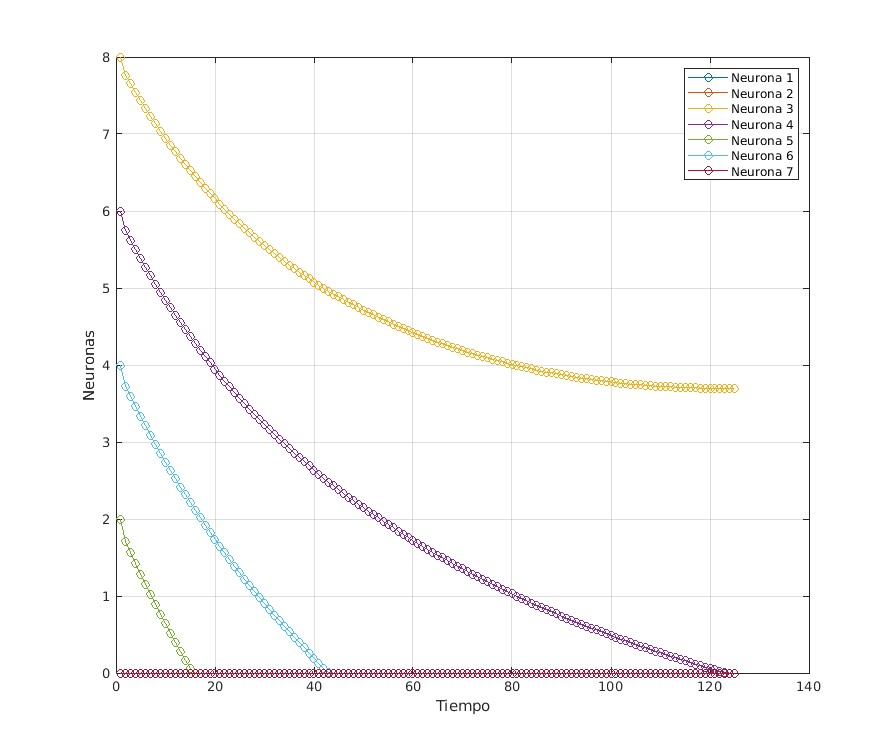 8
7
6
5
4
3
2
1
0
Neuronas
0 20 40 60 80 100 120 140
Tiempo
Neurona 1
Neurona 2
Neurona 3
Neurona 4
Neurona 5
Neurona 6
Neurona 7